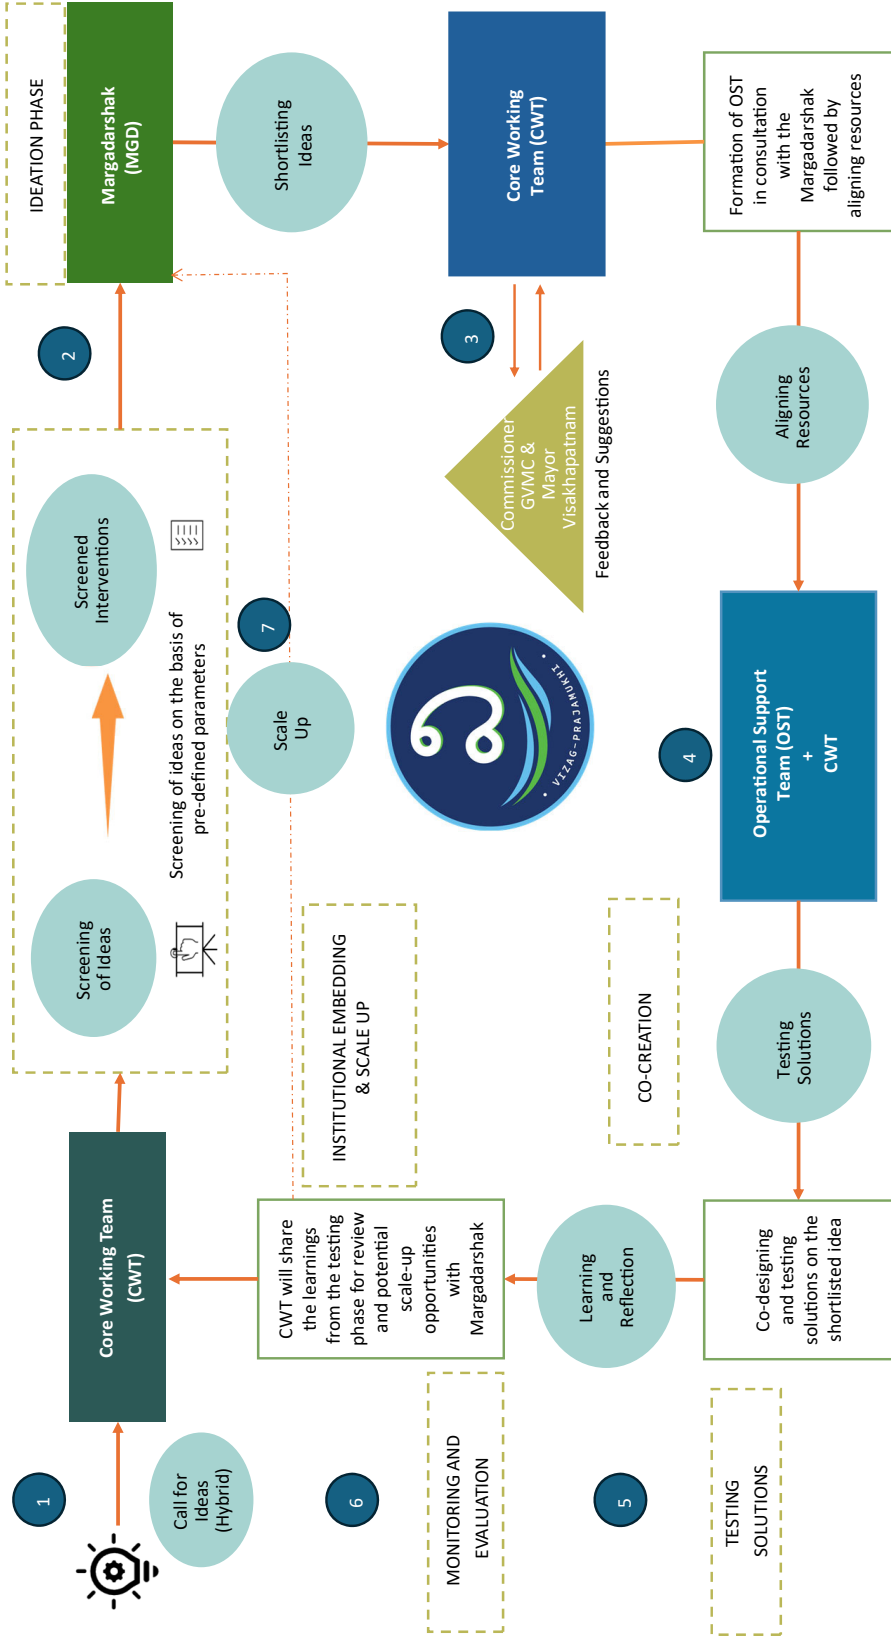 1
Call for
Ideas
(Hybrid)
Core Working Team
(CWT)
Screening
of Ideas
Screened
Interventions
Screening of ideas on the basis of
pre-defined parameters
2
IDEATION PHASE
Margadarshak
(MGD)
Shortlisting
Ideas
Core Working
Team (CWT)
3
Commissioner
GVMC &
Mayor
Visakhapatnam
Feedback and Suggestions
Formation of OST
in consultation
with the
Margadarshak
followed by
aligning resources
Aligning
Resources
4
Operational Support
Team (OST)
+
CWT
CO-CREATION
Testing
Solutions
5
TESTING
SOLUTIONS
Co-designing
and testing
solutions on the
shortlisted idea
Learning
and
Reflection
6
MONITORING AND
EVALUATION
CWT will share
the learnings
from the testing
phase for review
and potential
scale-up
opportunities
with
Margadarshak
INSTITUTIONAL EMBEDDING
& SCALE UP
7
Scale
Up
• VIZAG-PRAJAMUKHI •